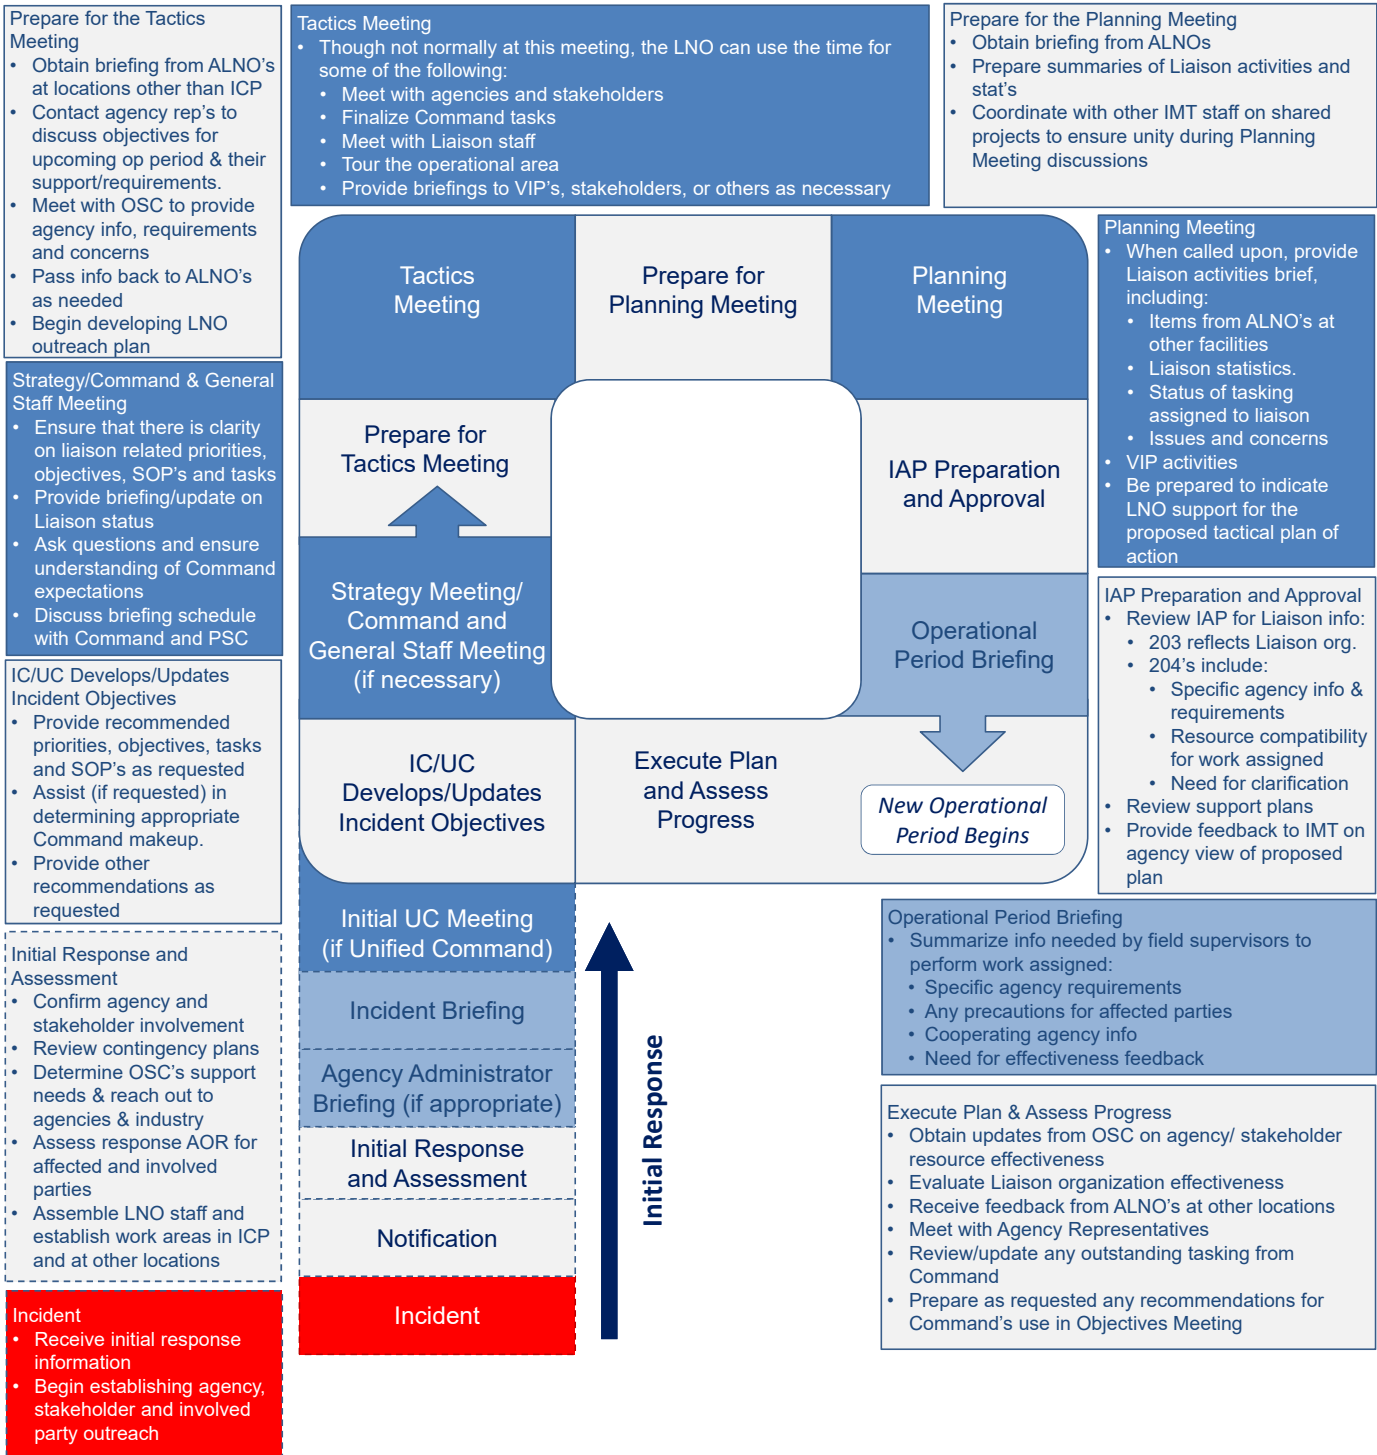 Prepare for the Tactics
Meeting
• Obtain briefing from ALNO's
at locations other than ICP
• Contact agency rep's to
discuss objectives for
upcoming op period & their
support/requirements.
• Meet with OSC to provide
agency info, requirements
and concerns
• Pass info back to ALNO's
as needed
• Begin developing LNO
outreach plan
Tactics Meeting
• Though not normally at this meeting, the LNO can use the time for
some of the following:
• Meet with agencies and stakeholders
• Finalize Command tasks
• Meet with Liaison staff
• Tour the operational area
• Provide briefings to VIP's, stakeholders, or others as necessary
Prepare for the Planning Meeting
• Obtain briefing from ALNOs
• Prepare summaries of Liaison activities and
stat's
• Coordinate with other IMT staff on shared
projects to ensure unity during Planning
Meeting discussions
Strategy/Command & General
Staff Meeting
• Ensure that there is clarity
on liaison related priorities,
objectives, SOP's and tasks
• Provide briefing/update on
Liaison status
• Ask questions and ensure
understanding of Command
expectations
• Discuss briefing schedule
with Command and PSC
IC/UC Develops/Updates
Incident Objectives
• Provide recommended
priorities, objectives, tasks
and SOP's as requested
• Assist (if requested) in
determining appropriate
Command makeup.
• Provide other
recommendations as
requested
Initial Response and
Assessment
• Confirm agency and
stakeholder involvement
• Review contingency plans
• Determine OSC's support
needs & reach out to
agencies & industry
• Assess response AOR for
affected and involved
parties
• Assemble LNO staff and
establish work areas in ICP
and at other locations
Incident
• Receive initial response
information
• Begin establishing agency,
stakeholder and involved
party outreach
Tactics
Meeting
Prepare for
Planning Meeting
Planning
Meeting
Prepare for
Tactics Meeting
IAP Preparation
and Approval
Strategy Meeting/
Command and
General Staff Meeting
(if necessary)
Operational
Period Briefing
IC/UC
Develops/Updates
Incident Objectives
Execute Plan
and Assess
Progress
New Operational
Period Begins
Initial UC Meeting
(if Unified Command)
Incident Briefing
Agency Administrator
Briefing (if appropriate)
Initial Response
and Assessment
Notification
Incident
Initial Response
Planning Meeting
• When called upon, provide
Liaison activities brief,
including:
• Items from ALNO's at
other facilities
• Liaison statistics.
• Status of tasking
assigned to liaison
• Issues and concerns
• VIP activities
• Be prepared to indicate
LNO support for the
proposed tactical plan of
action
IAP Preparation and Approval
• Review IAP for Liaison info:
• 203 reflects Liaison org.
• 204's include:
• Specific agency info &
requirements
• Resource compatibility
for work assigned
• Need for clarification
• Review support plans
• Provide feedback to IMT on
agency view of proposed
plan
Operational Period Briefing
• Summarize info needed by field supervisors to
perform work assigned:
• Specific agency requirements
• Any precautions for affected parties
• Cooperating agency info
• Need for effectiveness feedback
Execute Plan & Assess Progress
• Obtain updates from OSC on agency/ stakeholder
resource effectiveness
• Evaluate Liaison organization effectiveness
• Receive feedback from ALNO's at other locations
• Meet with Agency Representatives
• Review/update any outstanding tasking from
Command
• Prepare as requested any recommendations for
Command's use in Objectives Meeting